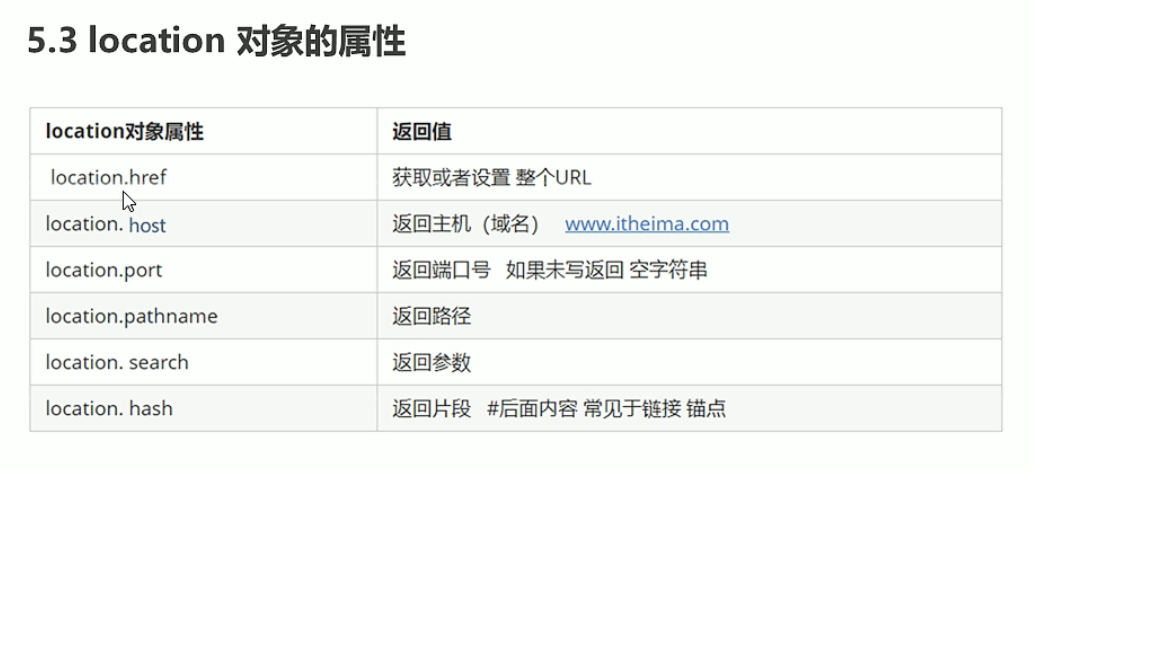 5.3 location 对象的属性
location对象属性 返回值
location.href 获取或者设置 整个URL
location. host 返回主机（域名） www.itheima.com
location.port 返回端口号 如果未写返回 空字符串
location.pathname 返回路径
location. search 返回参数
location. hash 返回片段 #后面内容 常见于链接 锚点